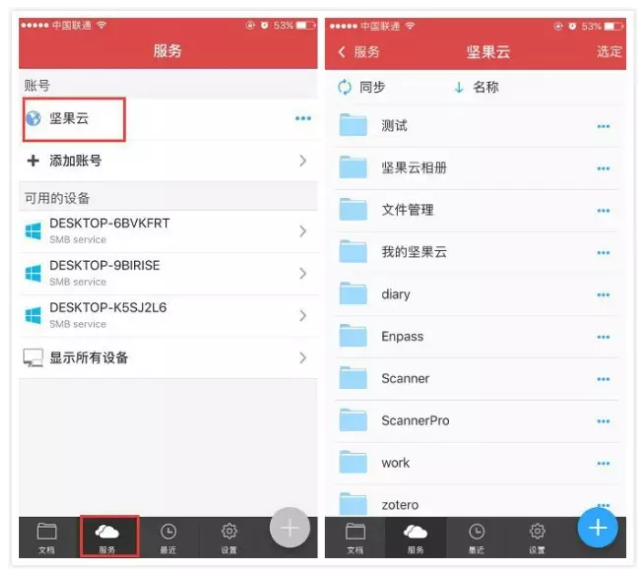 中国联通 53%
服务
账号
坚果云
添加账号
可用的设备
DESKTOP-6BVKFRT
SMB service
DESKTOP-9BIRISE
SMB service
DESKTOP-K5SJ2L6
SMB service
显示所有设备
文档 服务 最近 设置
中国联通 53%
服务 坚果云 选定
同步 名称
测试
坚果云相册
文件管理
我的坚果云
diary
Enpass
Scanner
ScannerPro
work
zotero
文档 服务 最近 设置